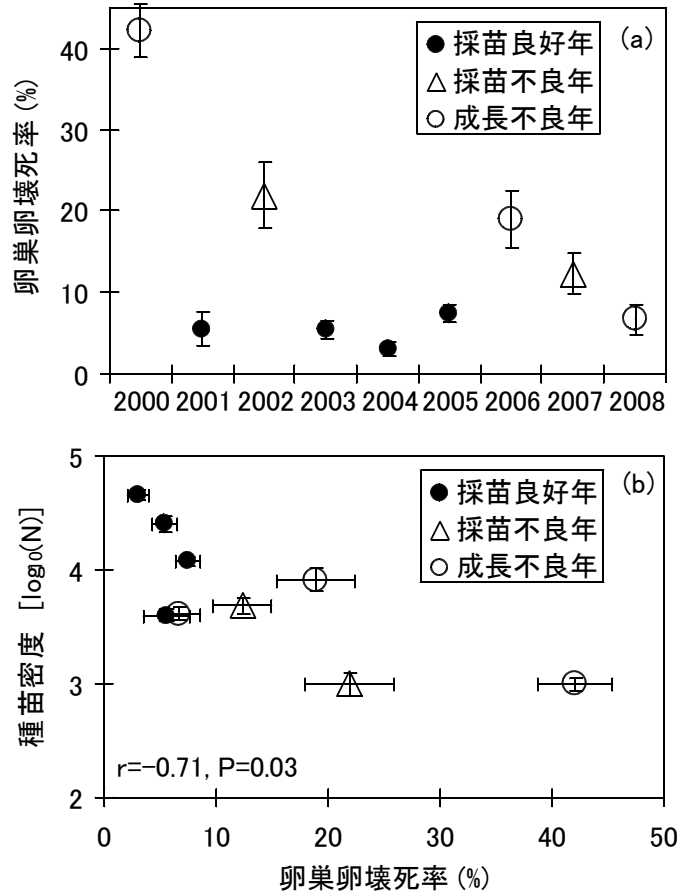 (a)
採苗良好年
採苗不良年
成長不良年
卵巣卵壊死率 (%)
40
30
20
10
0
2000 2001 2002 2003 2004 2005 2006 2007 2008
(b)
採苗良好年
採苗不良年
成長不良年
種苗密度 [log₀(N)]
5
4
3
2
r=−0.71, P=0.03
0 10 20 30 40 50
卵巣卵壊死率 (%)